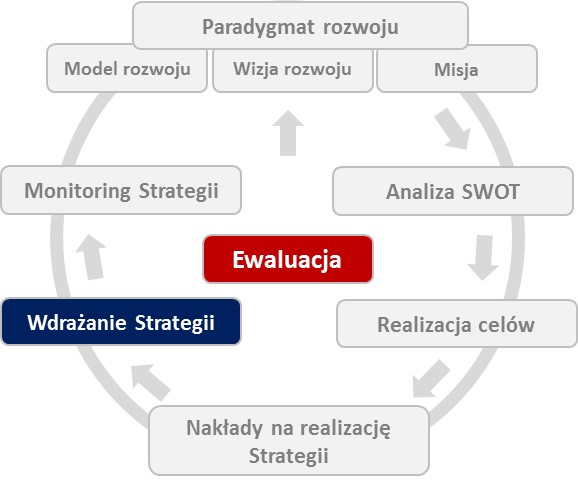 Paradygmat rozwoju
Model rozwoju
Wizja rozwoju
Misja
Monitoring Strategii
Analiza SWOT
Ewaluacja
Wdrażanie Strategii
Realizacja celów
Nakłady na realizację
Strategii